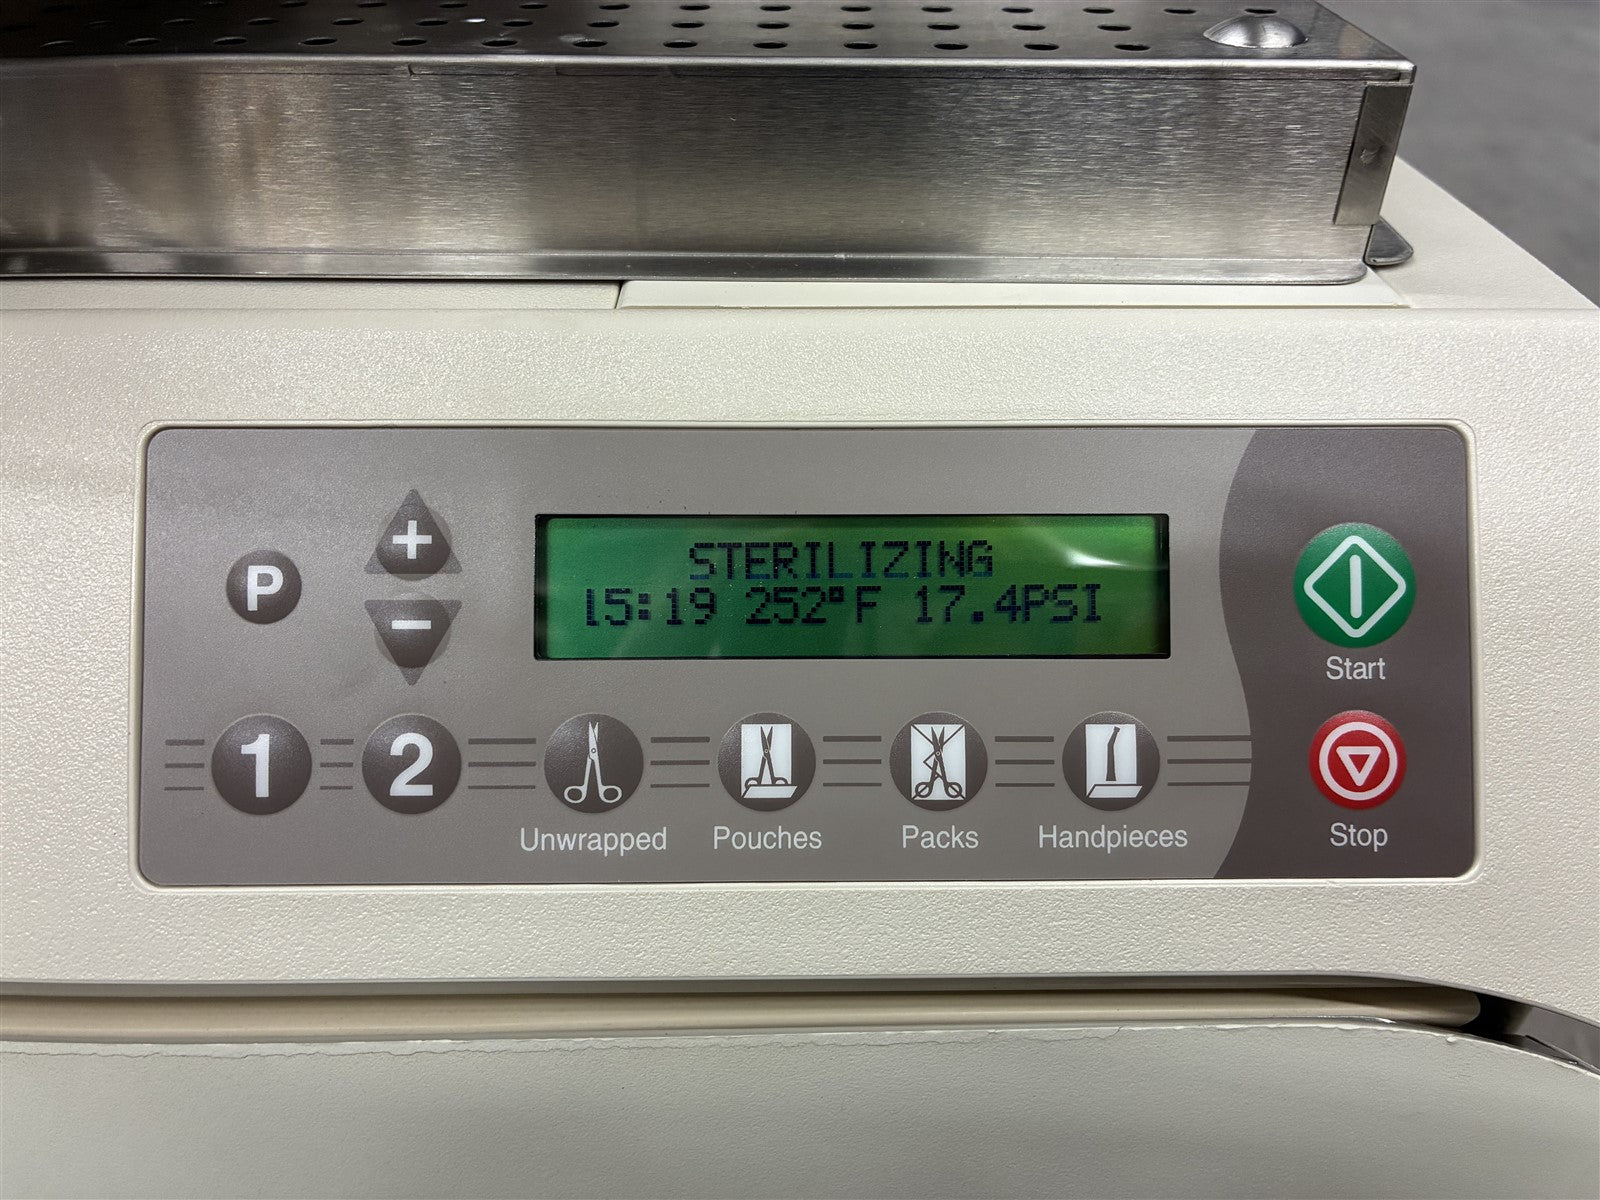 STERILIZING
15:19 252°F 17.4PSI
P
+
-
1
2
Unwrapped
Pouches
Packs
Handpieces
Start
Stop